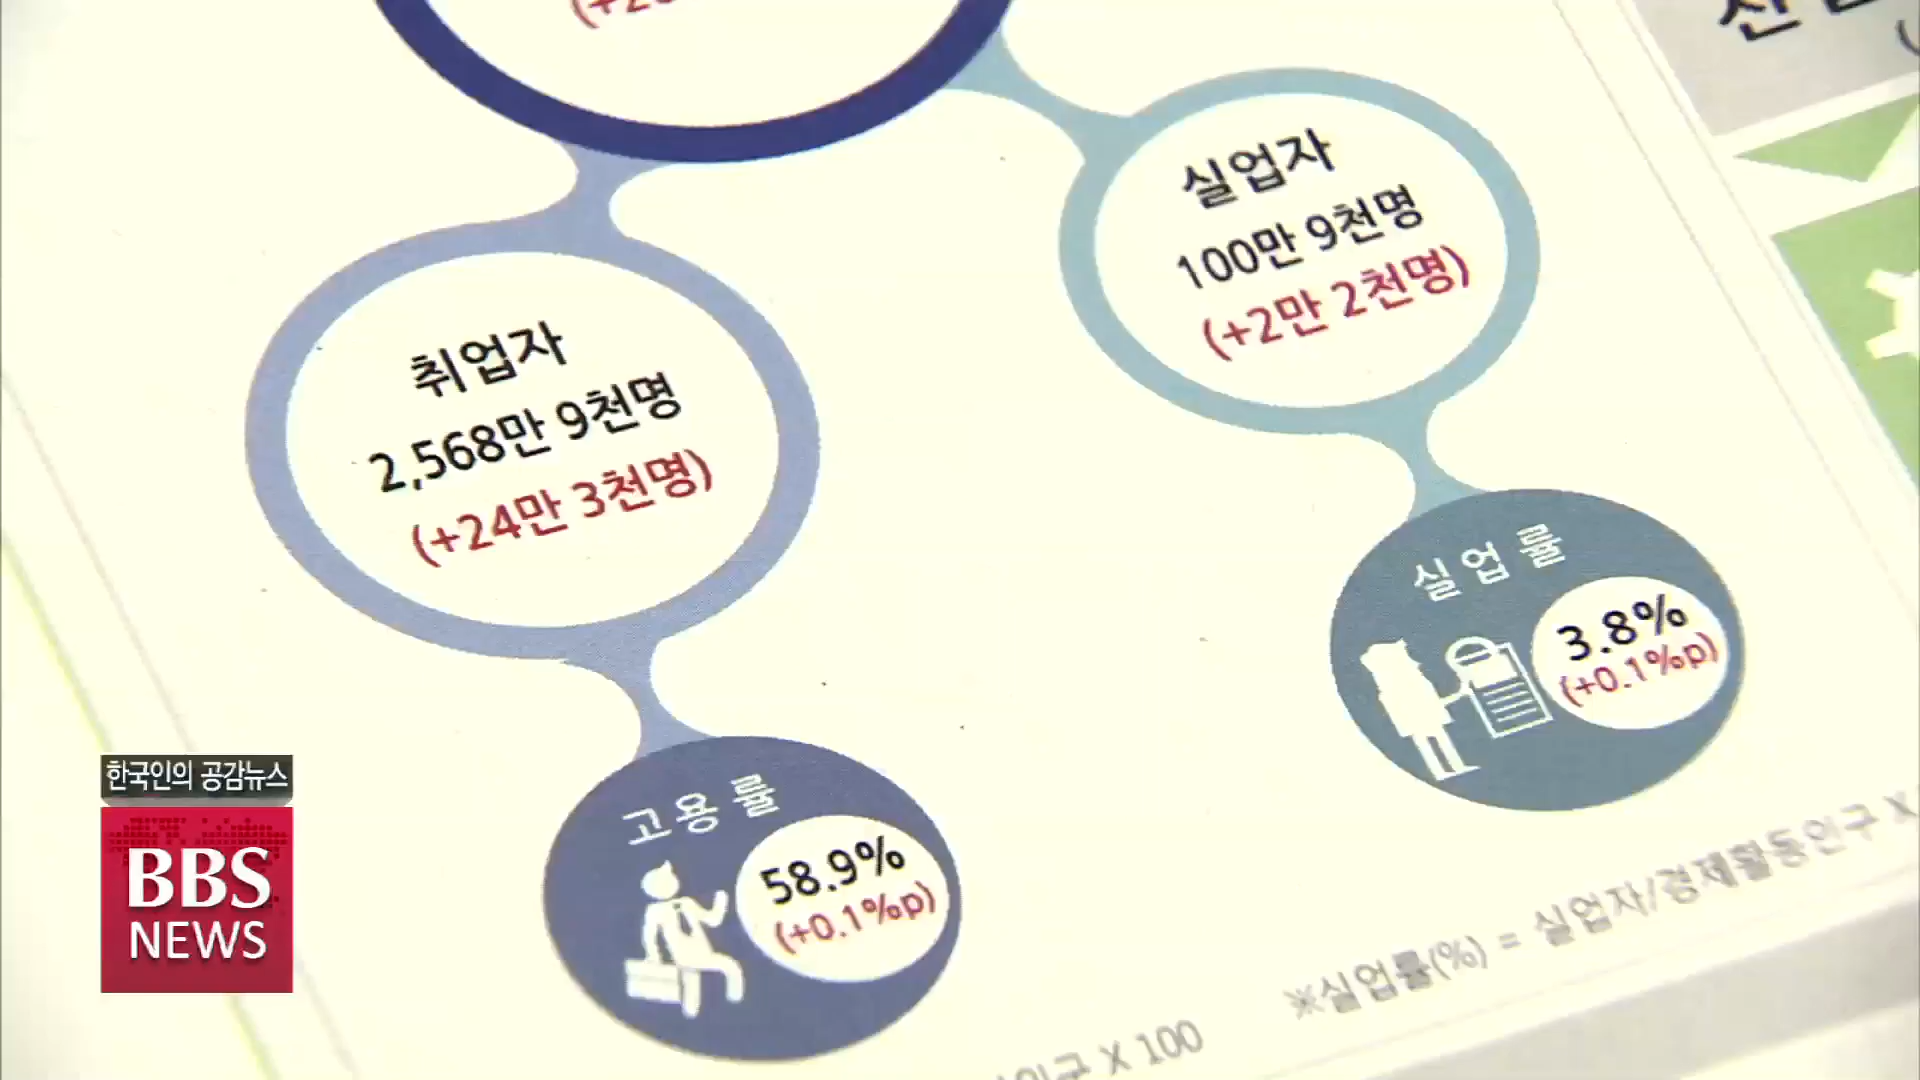 실업자
100만 9천명
(+2만 2천명)
취업자
2,568만 9천명
(+24만 3천명)
실업률
3.8%
(+0.1%p)
고용률
58.9%
(+0.1%p)
※실업률(%) = 실업자/경제활동인구 X
인구 X 100
한국인의 공감뉴스
BBS
NEWS